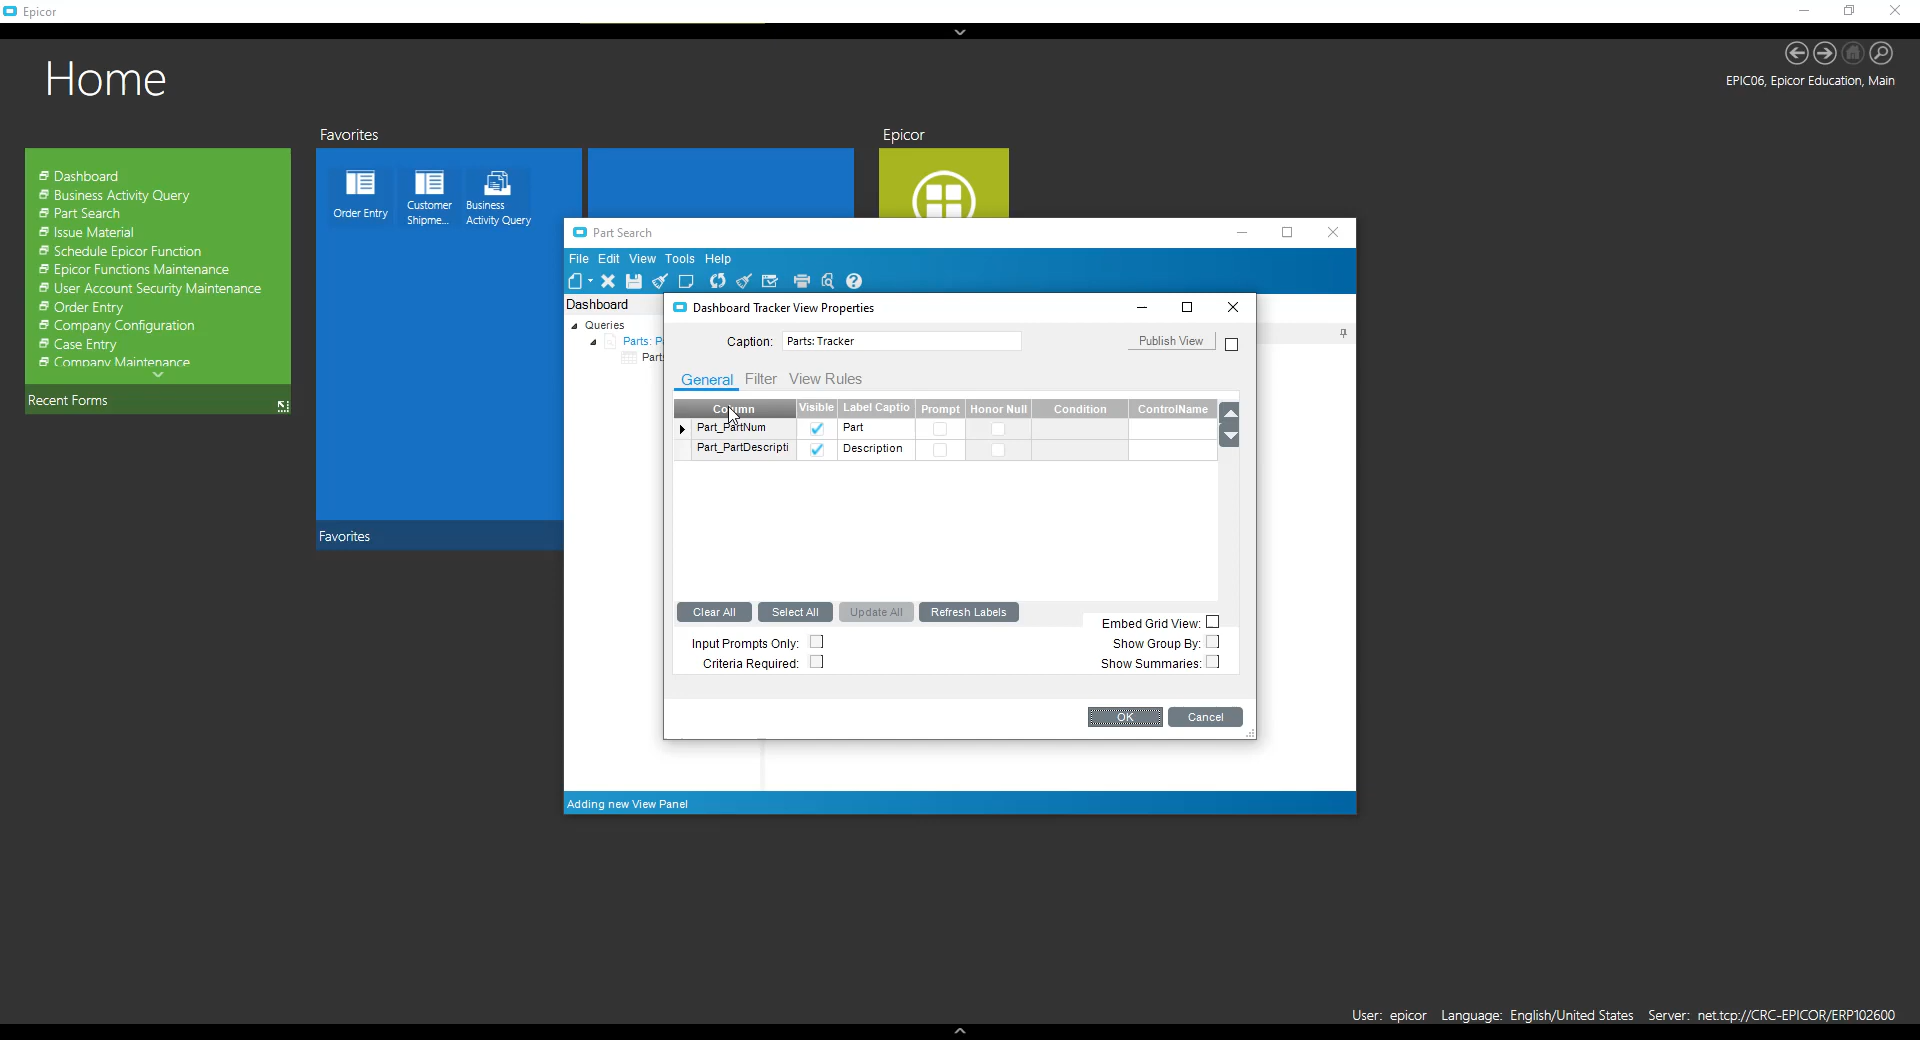 Epicor
Home
EPIC06, Epicor Education, Main
Favorites
Epicor
Dashboard
Business Activity Query
Part Search
Issue Material
Schedule Epicor Function
Epicor Functions Maintenance
User Account Security Maintenance
Order Entry
Company Configuration
Case Entry
Company Maintenance
Recent Forms
Order Entry
Customer
Shipme...
Business
Activity Query
Favorites
Part Search
File Edit View Tools Help
Dashboard
Queries
Parts: P
Part
Dashboard Tracker View Properties
Caption: Parts: Tracker
Publish View
General Filter View Rules
Column Visible Label Captio Prompt Honor Null Condition ControlName
Part_PartNum Part
Part_PartDescripti Description
Clear All Select All Update All Refresh Labels
Embed Grid View:
Input Prompts Only: Show Group By:
Criteria Required: Show Summaries:
OK Cancel
Adding new View Panel
User: epicor Language: English/United States Server: net.tcp://CRC-EPICOR/ERP102600